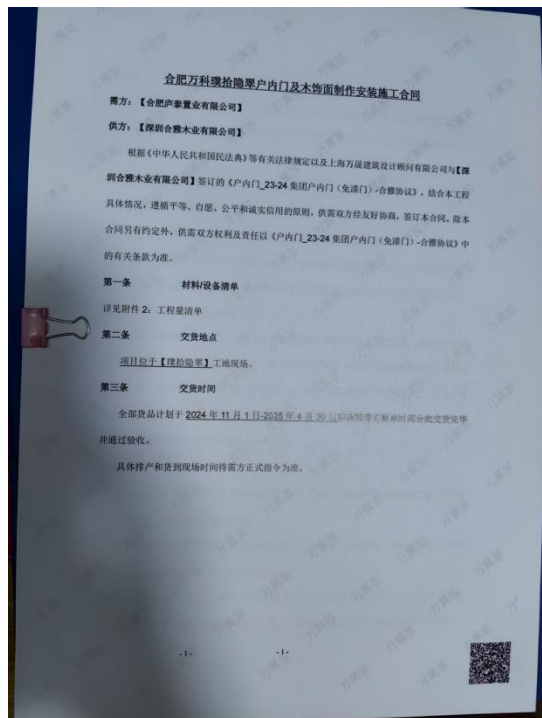 合肥万科璞拾隐翠户内门及木饰面制作安装施工合同
需方：【合肥庐泰置业有限公司】
供方：【深圳合雅木业有限公司】
根据《中华人民共和国民法典》等有关法律规定以及上海万晟建筑设计顾问有限公司与【深
圳合雅木业有限公司】签订的《户内门_23-24 集团户内门（免漆门）-合雅协议》，结合本工程
具体情况，遵循平等、自愿、公平和诚实信用的原则，供需双方经友好协商，签订本合同。除本
合同另有约定外，供需双方权利及责任以《户内门_23-24 集团户内门（免漆门）-合雅协议》中
的有关条款为准。
第一条 材料/设备清单
详见附件 2：工程量清单
第二条 交货地点
项目位于【璞拾隐翠】工地现场。
第三条 交货时间
全部货品计划于 2024 年 11 月 1 日-2025 年 4 月 要求时间分批交货完毕
并通过验收。
具体排产和货到现场时间待需方正式指令为准。
-1- -1-